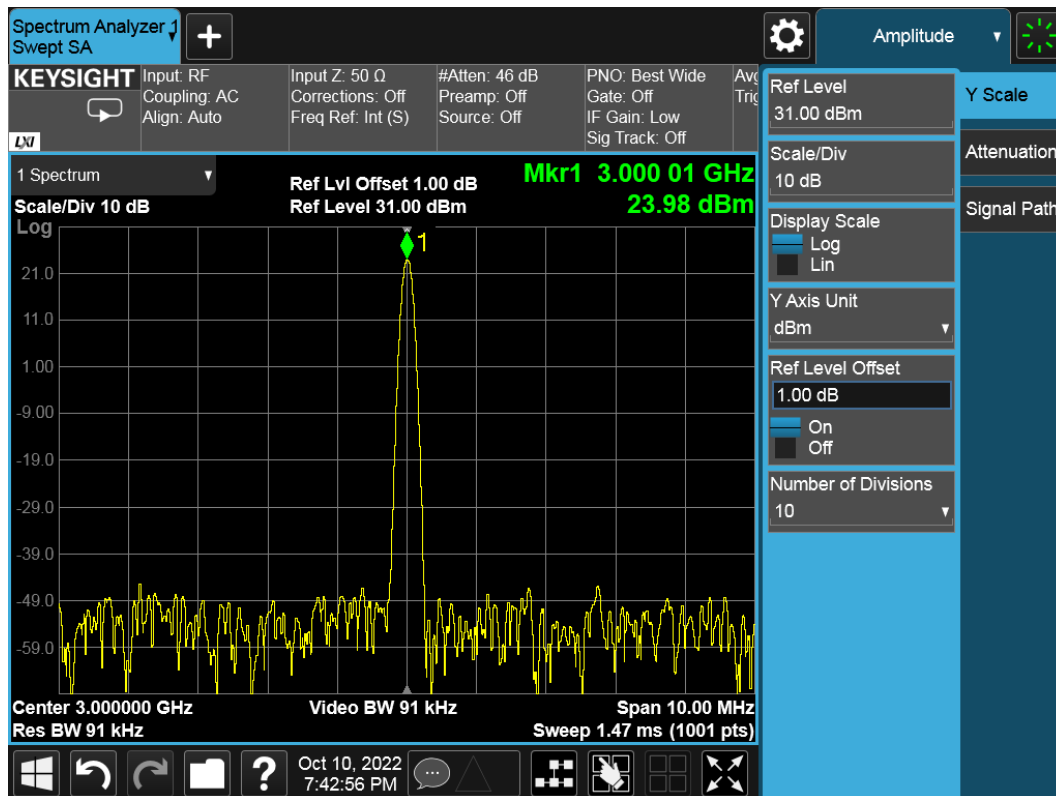 Spectrum Analyzer 1
Swept SA
+
Amplitude
KEYSIGHT
LXI
Input: RF
Coupling: AC
Align: Auto
Input Z: 50 Ω
Corrections: Off
Freq Ref: Int (S)
#Atten: 46 dB
Preamp: Off
Source: Off
PNO: Best Wide
Gate: Off
IF Gain: Low
Sig Track: Off
Avg
Trig
1 Spectrum
Scale/Div 10 dB
Ref Lvl Offset 1.00 dB
Ref Level 31.00 dBm
Mkr1 3.000 01 GHz
23.98 dBm
Log
1
21.0
11.0
1.00
-9.00
-19.0
-29.0
-39.0
-49.0
-59.0
Center 3.000000 GHz
Res BW 91 kHz
Video BW 91 kHz
Span 10.00 MHz
Sweep 1.47 ms (1001 pts)
Ref Level
31.00 dBm
Scale/Div
10 dB
Display Scale
Log
Lin
Y Axis Unit
dBm
Ref Level Offset
1.00 dB
On
Off
Number of Divisions
10
Y Scale
Attenuation
Signal Path
?
Oct 10, 2022
7:42:56 PM